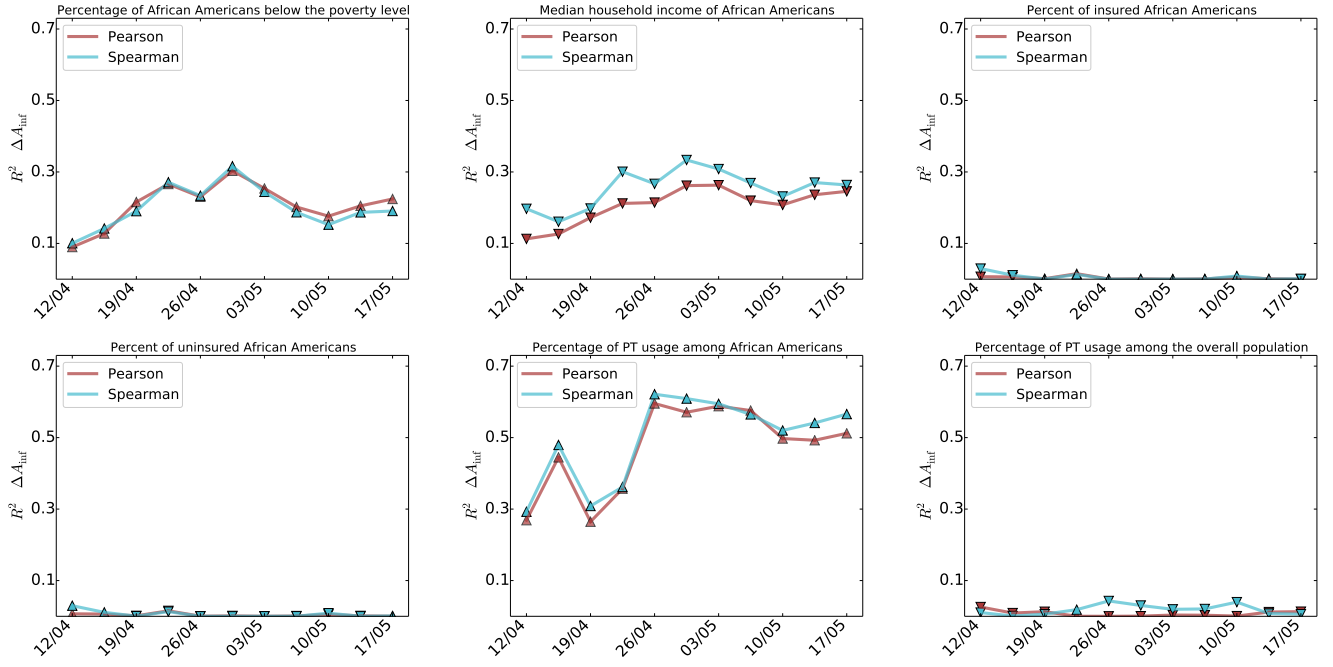 Percentage of African Americans below the poverty level
0.7
0.5
0.3
0.1
R² ΔA_inf
Pearson
Spearman
12/04 19/04 26/04 03/05 10/05 17/05
Median household income of African Americans
0.7
0.5
0.3
0.1
R² ΔA_inf
Pearson
Spearman
12/04 19/04 26/04 03/05 10/05 17/05
Percent of insured African Americans
0.7
0.5
0.3
0.1
R² ΔA_inf
Pearson
Spearman
12/04 19/04 26/04 03/05 10/05 17/05
Percent of uninsured African Americans
0.7
0.5
0.3
0.1
R² ΔA_inf
Pearson
Spearman
12/04 19/04 26/04 03/05 10/05 17/05
Percentage of PT usage among African Americans
0.7
0.5
0.3
0.1
R² ΔA_inf
Pearson
Spearman
12/04 19/04 26/04 03/05 10/05 17/05
Percentage of PT usage among the overall population
0.7
0.5
0.3
0.1
R² ΔA_inf
Pearson
Spearman
12/04 19/04 26/04 03/05 10/05 17/05